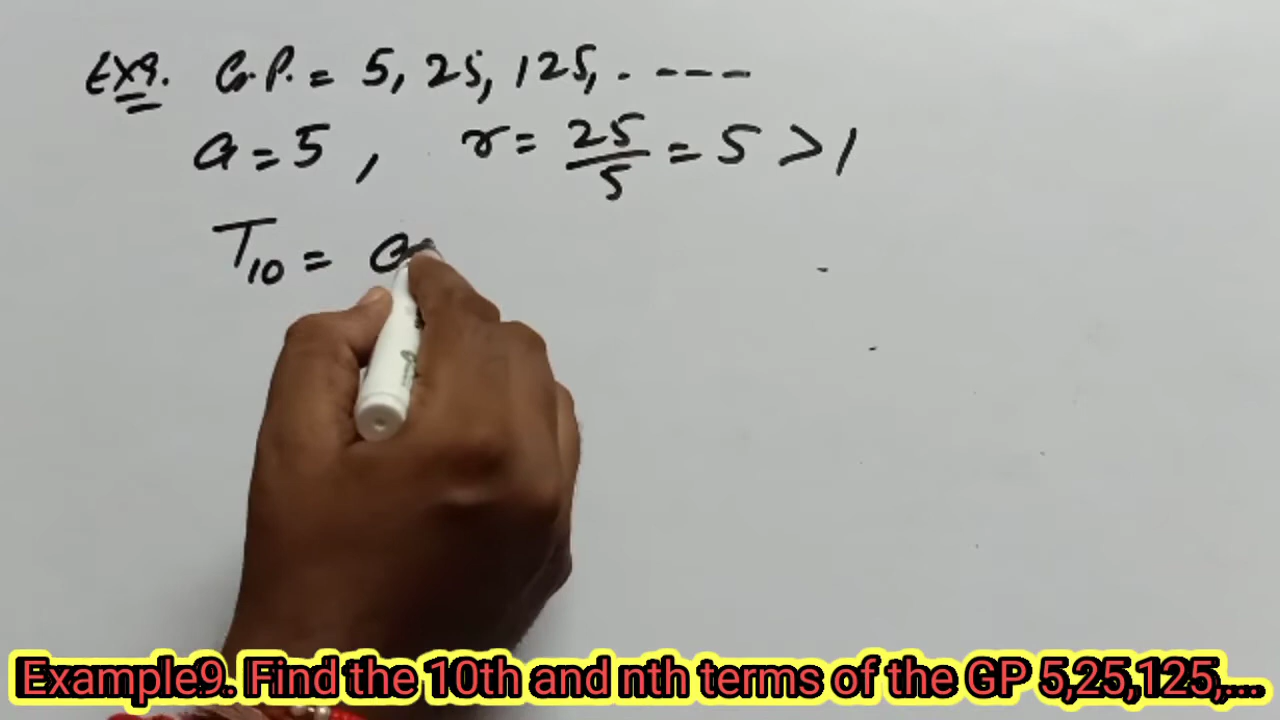 Ex9. G.P. = 5, 25, 125, . ----
a = 5 , r = 25/5 = 5 > 1
T10 = a
Example9. Find the 10th and nth terms of the GP 5,25,125,...